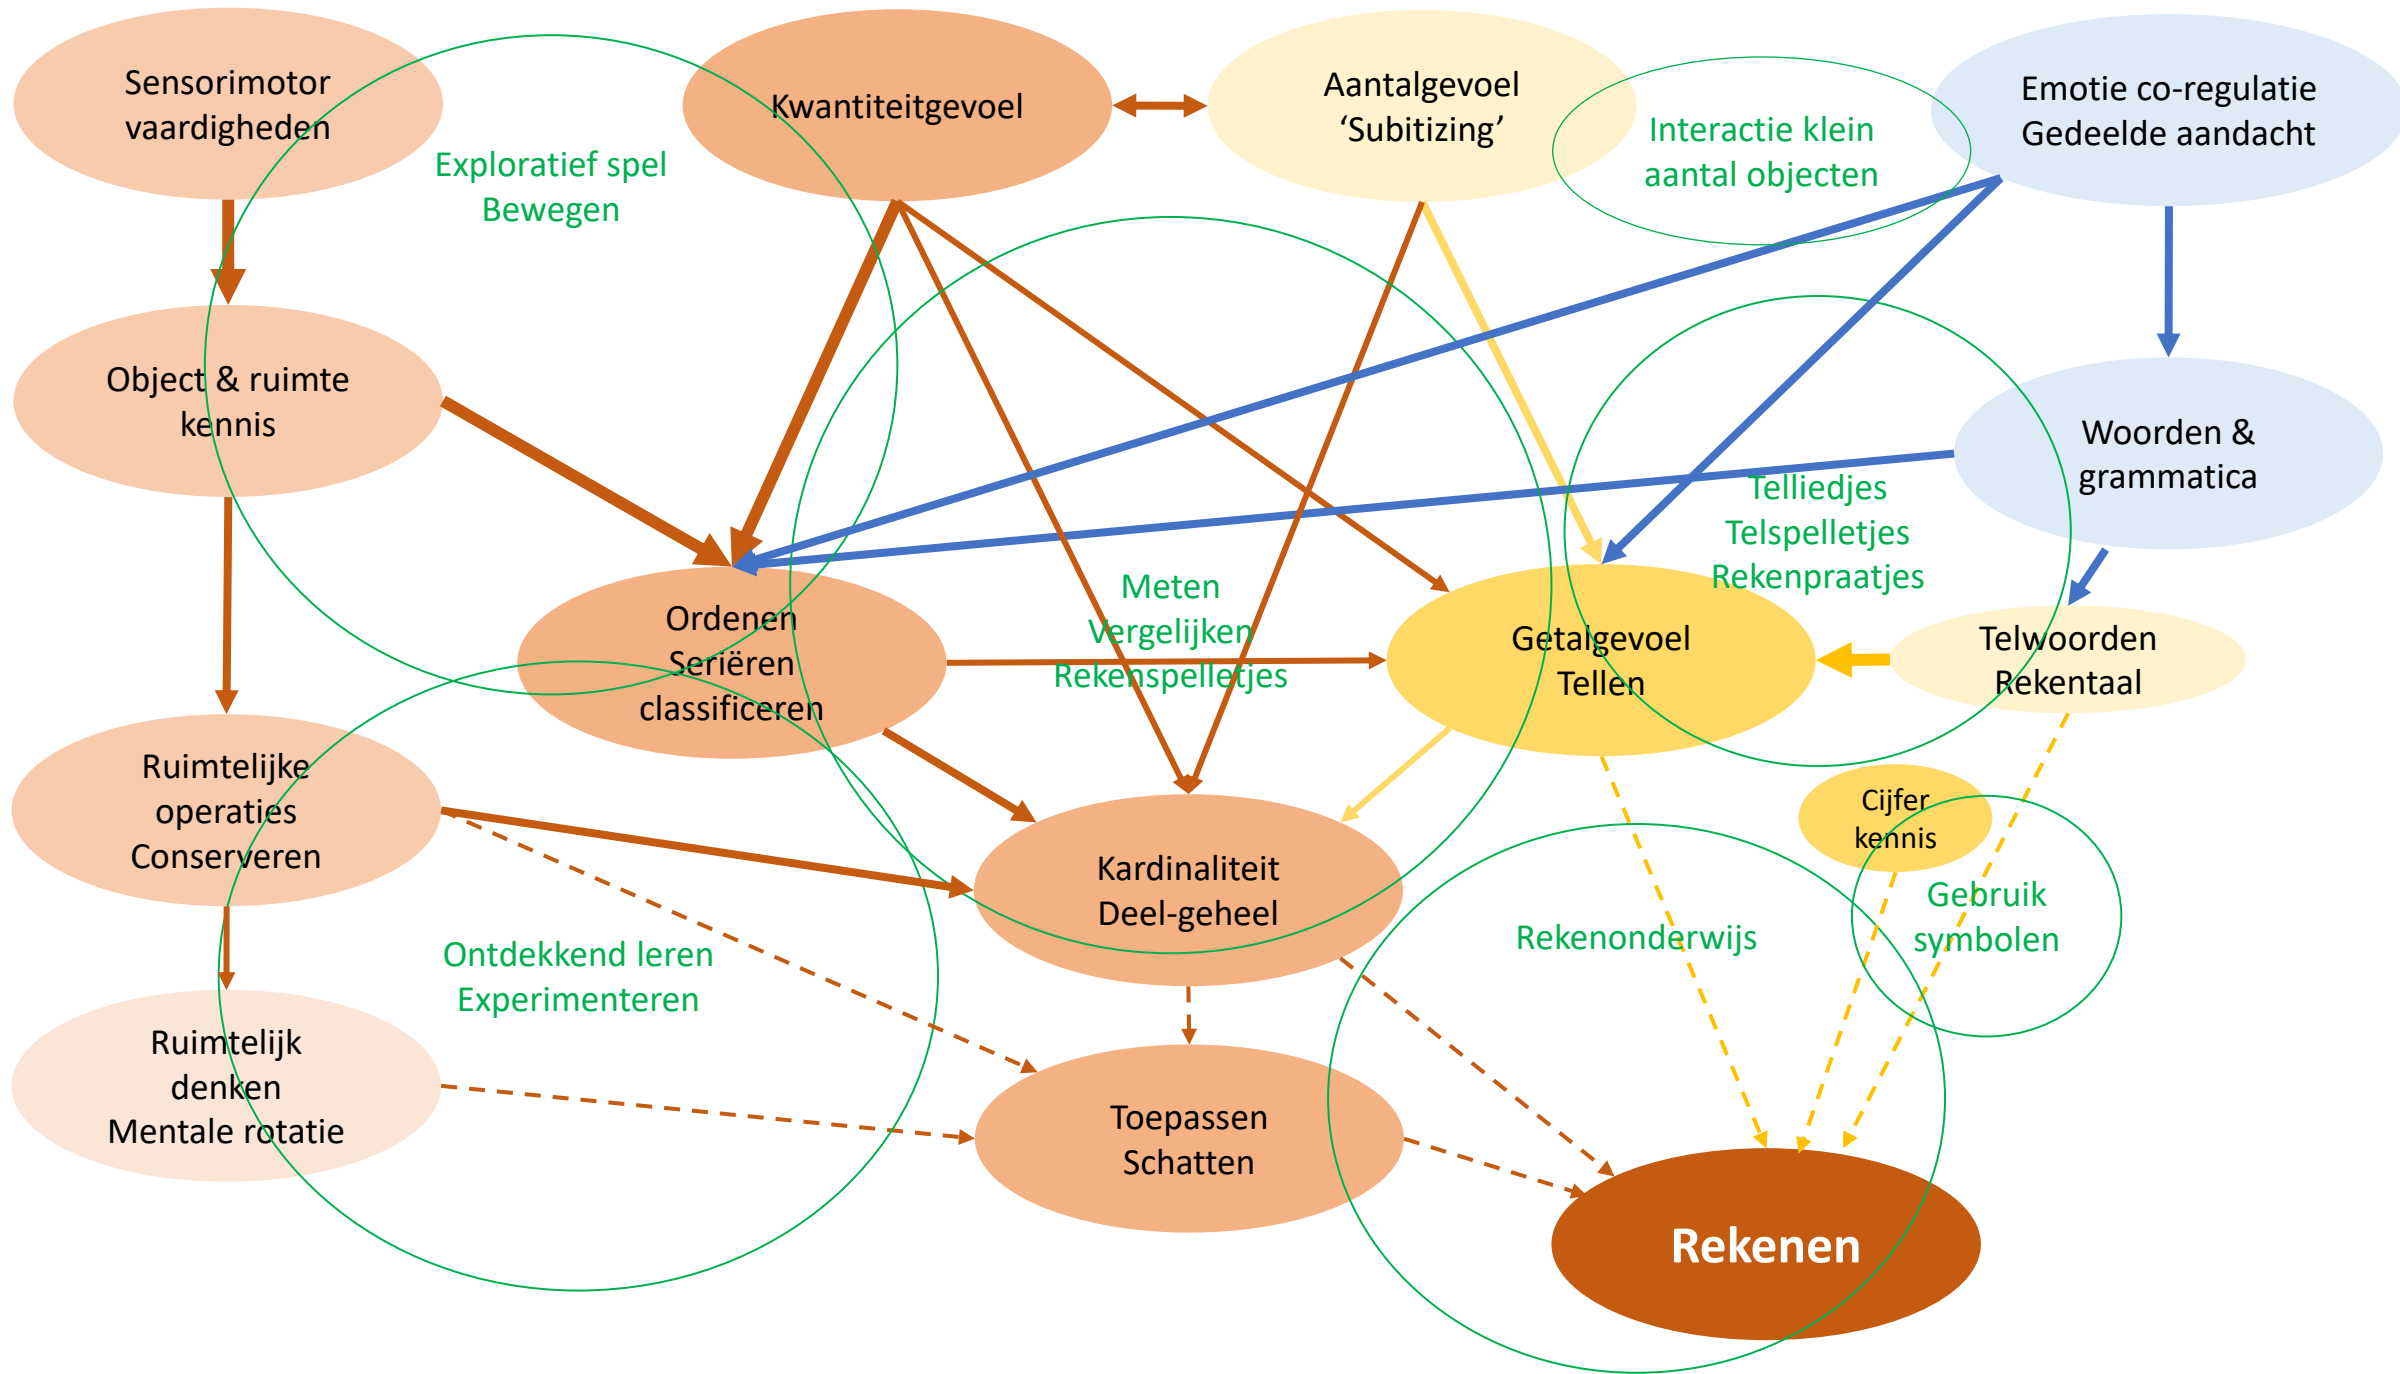 Sensorimotor
vaardigheden
Kwantiteitgevoel
Aantalgevoel
‘Subitizing’
Emotie co-regulatie
Gedeelde aandacht
Exploratief spel
Bewegen
Interactie klein
aantal objecten
Object & ruimte
kennis
Woorden &
grammatica
Telliedjes
Telspelletjes
Rekenpraatjes
Meten
Vergelijken
Rekenspelletjes
Ordenen
Seriëren
classificeren
Getalgevoel
Tellen
Telwoorden
Rekentaal
Ruimtelijke
operaties
Conserveren
Cijfer
kennis
Kardinaliteit
Deel-geheel
Gebruik
symbolen
Rekenonderwijs
Ontdekkend leren
Experimenteren
Ruimtelijk
denken
Mentale rotatie
Toepassen
Schatten
Rekenen